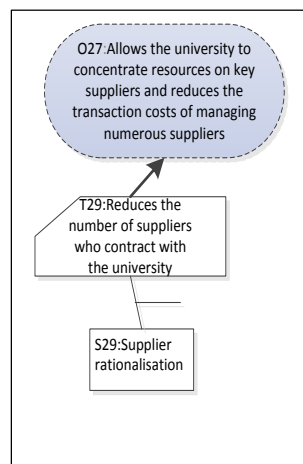 O27:Allows the university to
concentrate resources on key
suppliers and reduces the
transaction costs of managing
numerous suppliers
T29:Reduces the
number of suppliers
who contract with
the university
S29:Supplier
rationalisation